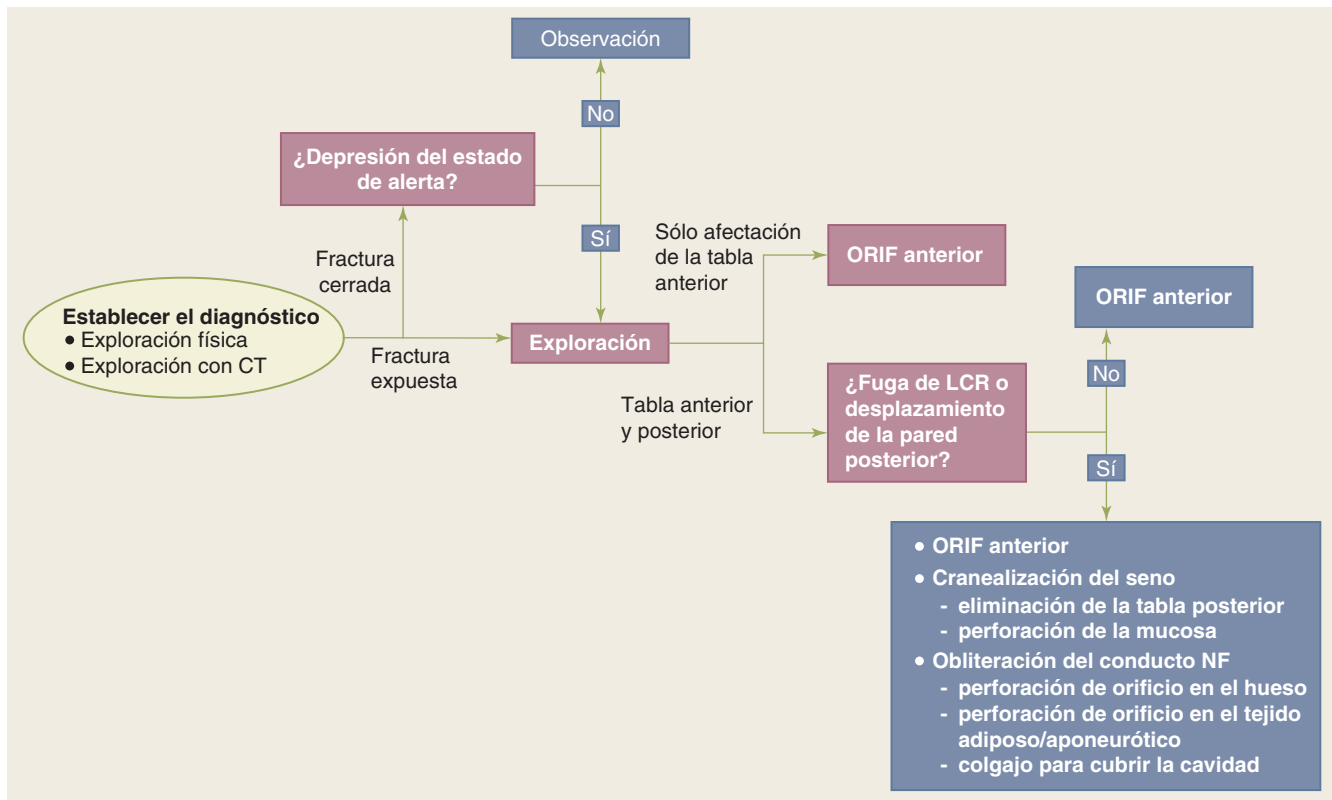 Observación
No
¿Depresión del estado
de alerta?
Sí
Fractura
cerrada
Establecer el diagnóstico
● Exploración física
● Exploración con CT
Fractura
expuesta
Exploración
Sólo afectación
de la tabla
anterior
ORIF anterior
Tabla anterior
y posterior
¿Fuga de LCR o
desplazamiento
de la pared
posterior?
ORIF anterior
No
Sí
● ORIF anterior
● Cranealización del seno
- eliminación de la tabla posterior
- perforación de la mucosa
● Obliteración del conducto NF
- perforación de orificio en el hueso
- perforación de orificio en el tejido
adiposo/aponeurótico
- colgajo para cubrir la cavidad